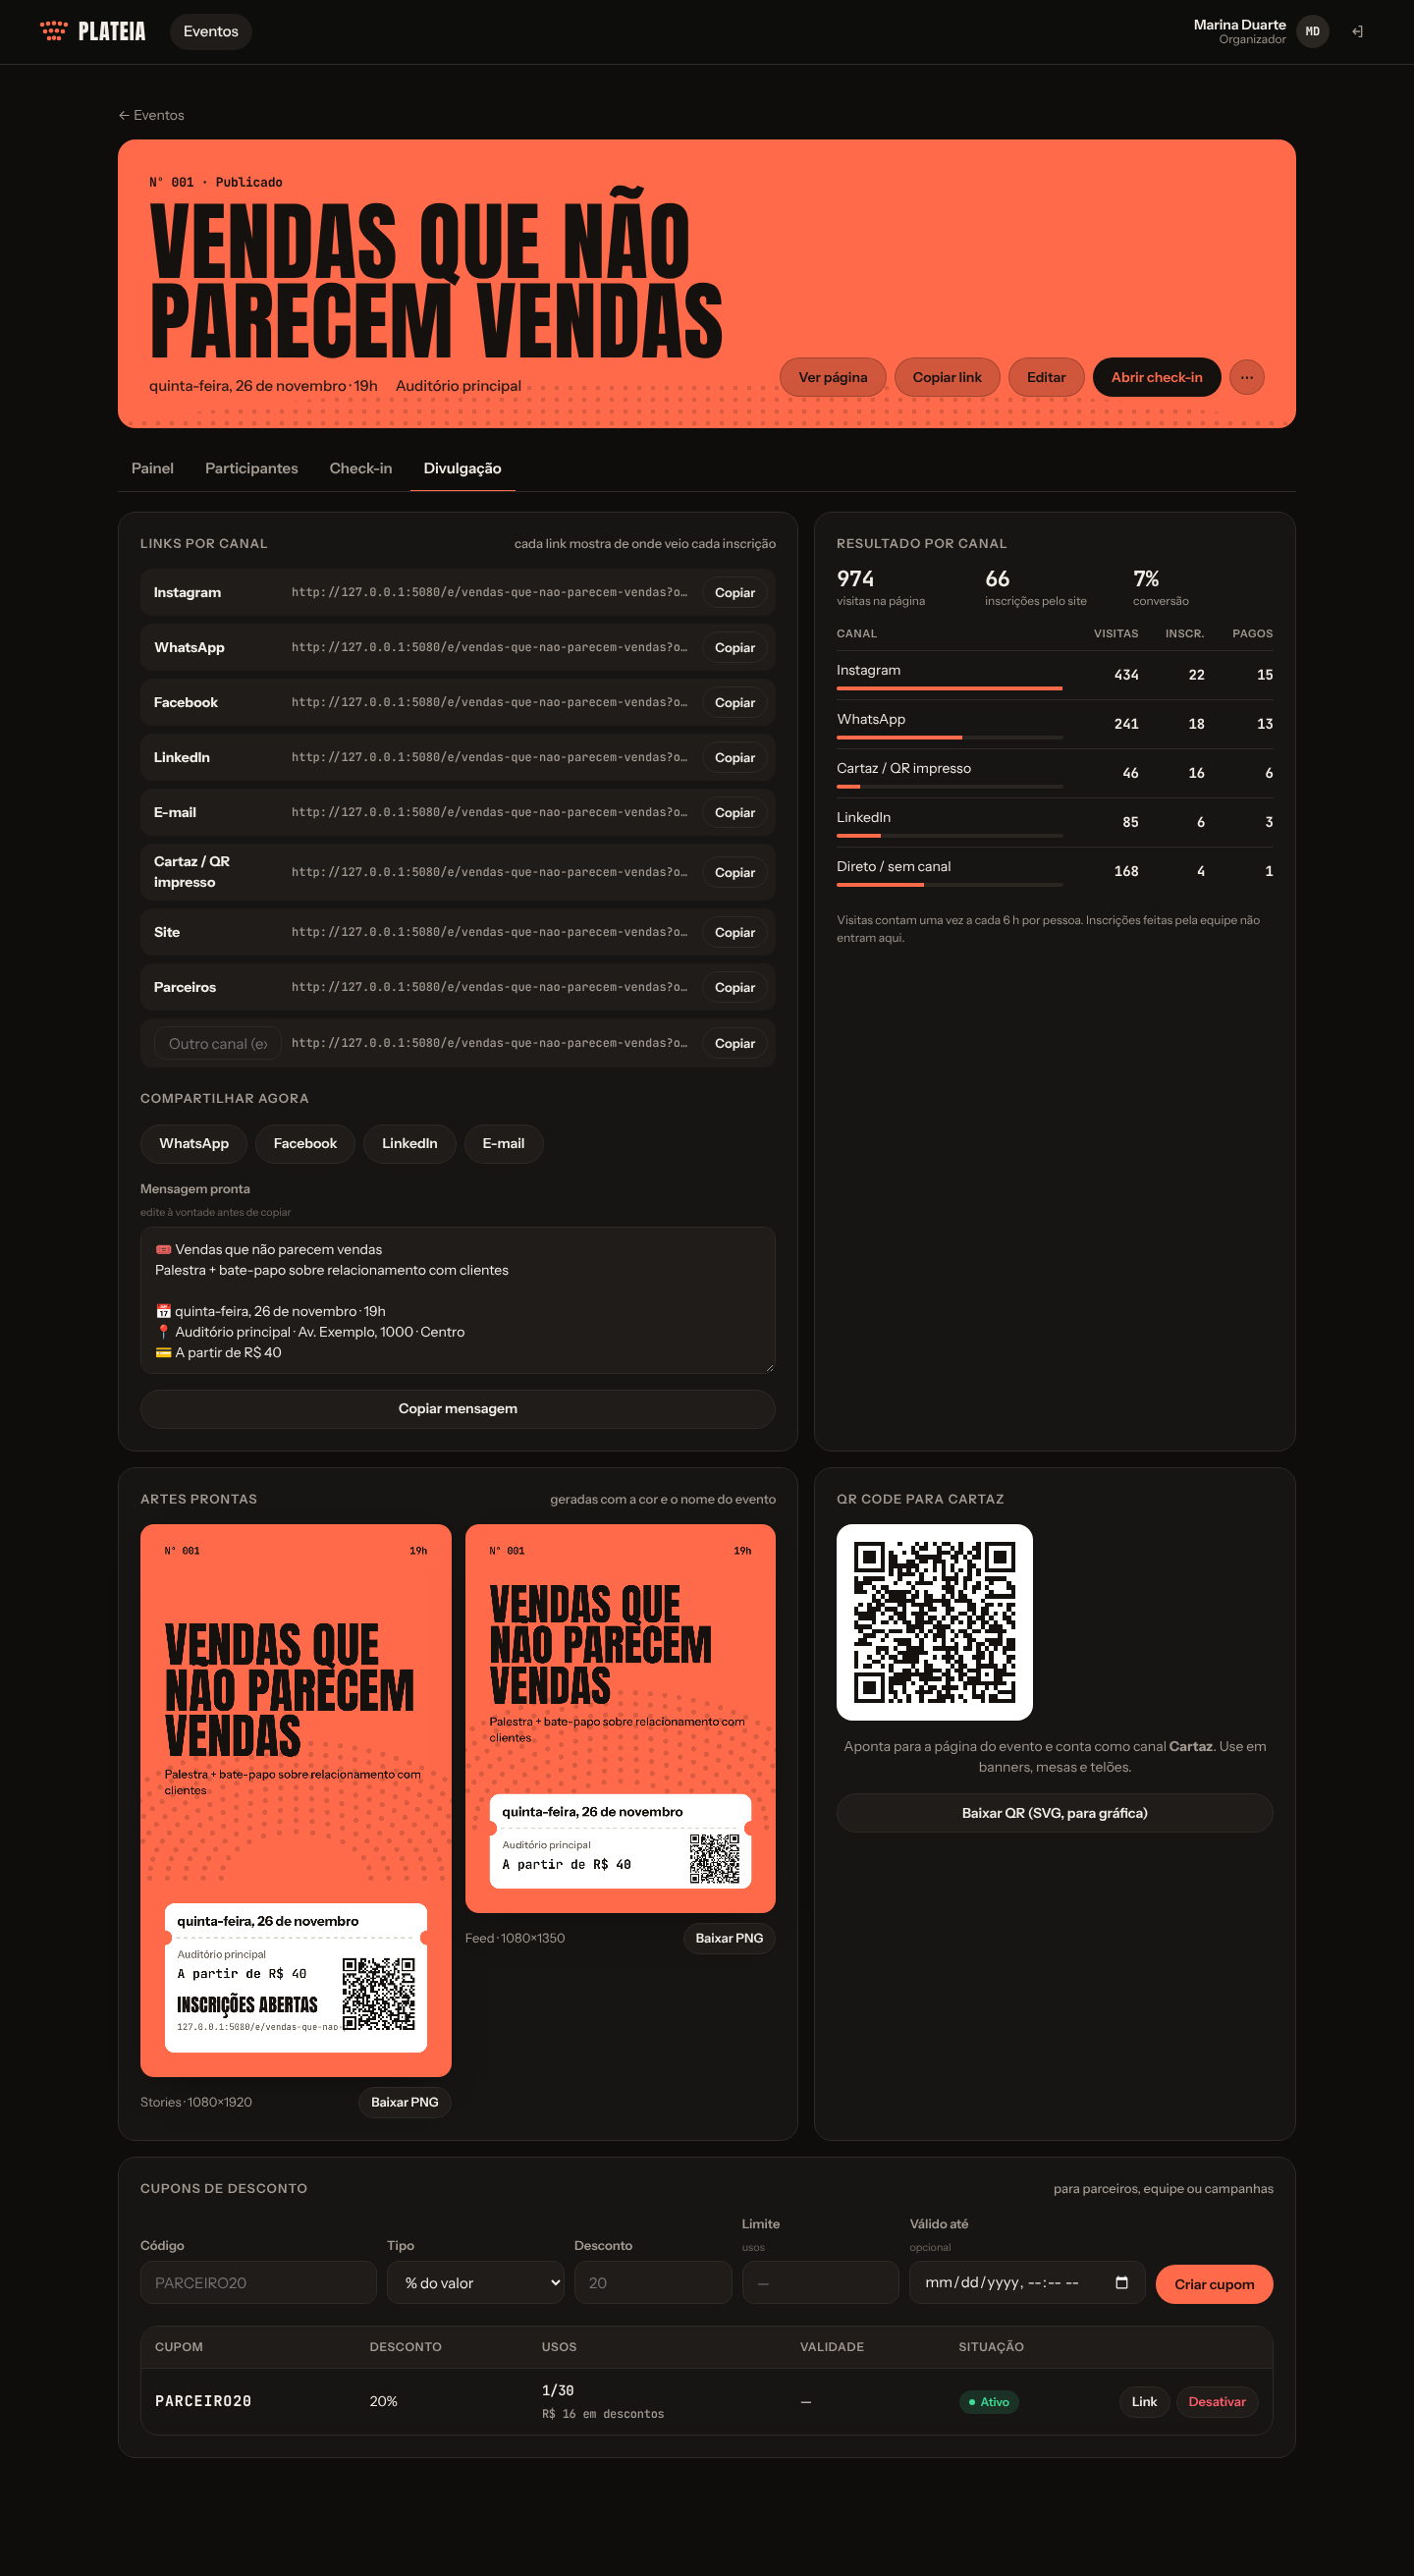 PLATEIA
Eventos
Marina Duarte
Organizador
MD
← Eventos
N° 001 · Publicado
VENDAS QUE NÃO
PARECEM VENDAS
quinta-feira, 26 de novembro · 19h Auditório principal
Ver página
Copiar link
Editar
Abrir check-in
⋯
Painel
Participantes
Check-in
Divulgação
LINKS POR CANAL
cada link mostra de onde veio cada inscrição
Instagram http://127.0.0.1:5080/e/vendas-que-nao-parecem-vendas?o… Copiar
WhatsApp http://127.0.0.1:5080/e/vendas-que-nao-parecem-vendas?o… Copiar
Facebook http://127.0.0.1:5080/e/vendas-que-nao-parecem-vendas?o… Copiar
LinkedIn http://127.0.0.1:5080/e/vendas-que-nao-parecem-vendas?o… Copiar
E-mail http://127.0.0.1:5080/e/vendas-que-nao-parecem-vendas?o… Copiar
Cartaz / QR
impresso http://127.0.0.1:5080/e/vendas-que-nao-parecem-vendas?o… Copiar
Site http://127.0.0.1:5080/e/vendas-que-nao-parecem-vendas?o… Copiar
Parceiros http://127.0.0.1:5080/e/vendas-que-nao-parecem-vendas?o… Copiar
Outro canal (ex http://127.0.0.1:5080/e/vendas-que-nao-parecem-vendas?o… Copiar
COMPARTILHAR AGORA
WhatsApp
Facebook
LinkedIn
E-mail
Mensagem pronta
edite à vontade antes de copiar
🎟️ Vendas que não parecem vendas
Palestra + bate-papo sobre relacionamento com clientes
📅 quinta-feira, 26 de novembro · 19h
📍 Auditório principal · Av. Exemplo, 1000 · Centro
💳 A partir de R$ 40
Copiar mensagem
RESULTADO POR CANAL
974 66 7%
visitas na página inscrições pelo site conversão
CANAL VISITAS INSCR. PAGOS
Instagram 434 22 15
WhatsApp 241 18 13
Cartaz / QR impresso 46 16 6
LinkedIn 85 6 3
Direto / sem canal 168 4 1
Visitas contam uma vez a cada 6 h por pessoa. Inscrições feitas pela equipe não
entram aqui.
ARTES PRONTAS
geradas com a cor e o nome do evento
N° 001 19h
VENDAS QUE
NÃO PARECEM
VENDAS
Palestra + bate-papo sobre relacionamento com
clientes
quinta-feira, 26 de novembro
Auditório principal
A partir de R$ 40
INSCRIÇÕES ABERTAS
127.0.0.1:5080/e/vendas-que-nao-
Stories · 1080×1920
Baixar PNG
N° 001 19h
VENDAS QUE
NÃO PARECEM
VENDAS
Palestra + bate-papo sobre relacionamento com
clientes
quinta-feira, 26 de novembro
Auditório principal
A partir de R$ 40
Feed · 1080×1350
Baixar PNG
QR CODE PARA CARTAZ
Aponta para a página do evento e conta como canal Cartaz. Use em
banners, mesas e telões.
Baixar QR (SVG, para gráfica)
CUPONS DE DESCONTO
para parceiros, equipe ou campanhas
Código
PARCEIRO20
Tipo
% do valor
Desconto
20
Limite
usos
—
Válido até
opcional
mm/dd/yyyy, --:-- --
Criar cupom
CUPOM DESCONTO USOS VALIDADE SITUAÇÃO
PARCEIRO20 20% 1/30 — Ativo Link Desativar
R$ 16 em descontos